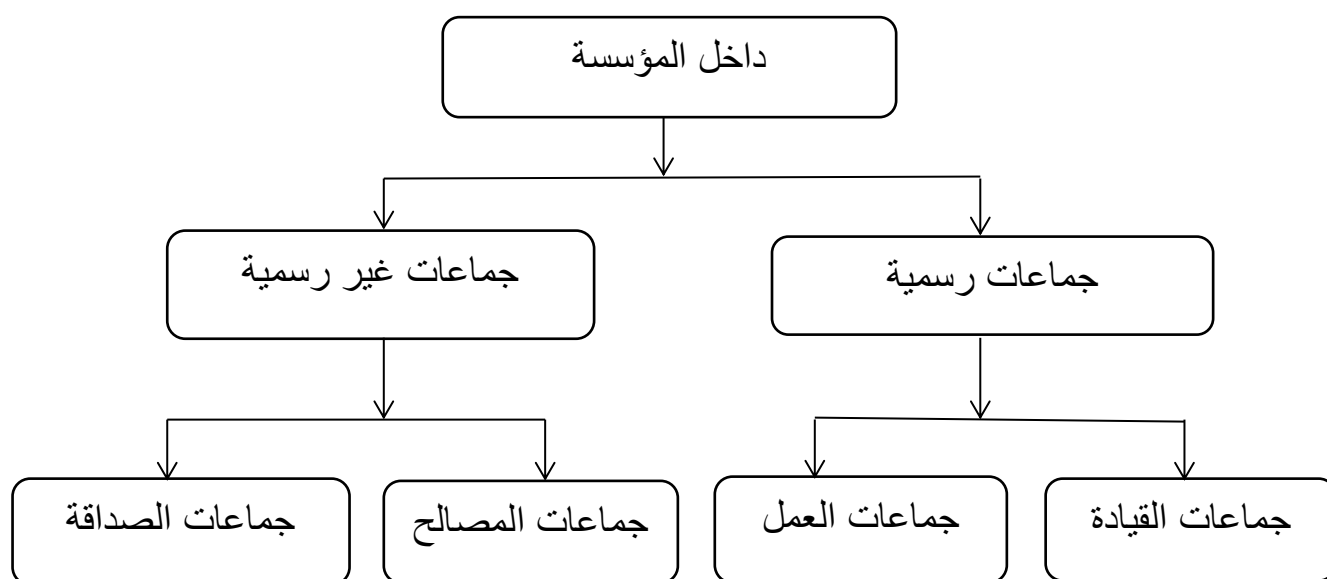 داخل المؤسسة
جماعات رسمية
جماعات غير رسمية
جماعات القيادة
جماعات العمل
جماعات المصالح
جماعات الصداقة